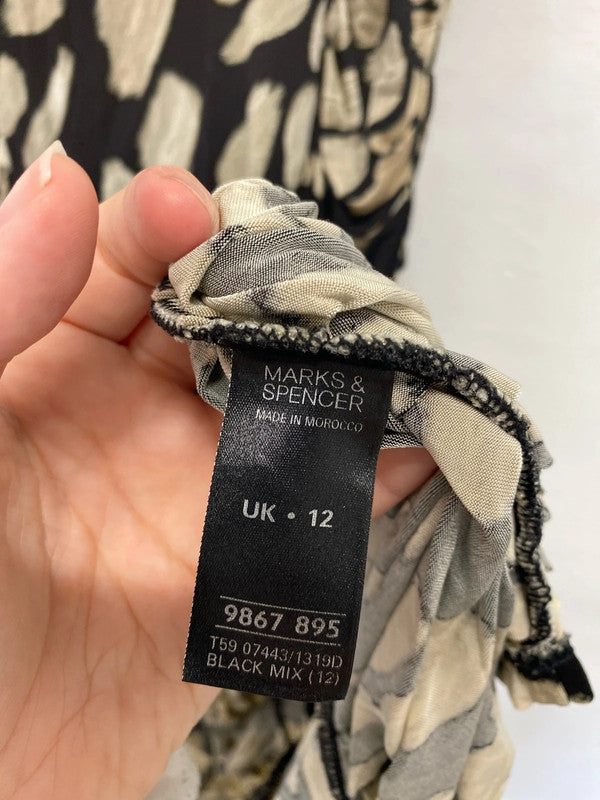 MARKS &
SPENCER
MADE IN MOROCCO
UK • 12
9867 895
T59 07443/1319D
BLACK MIX (12)